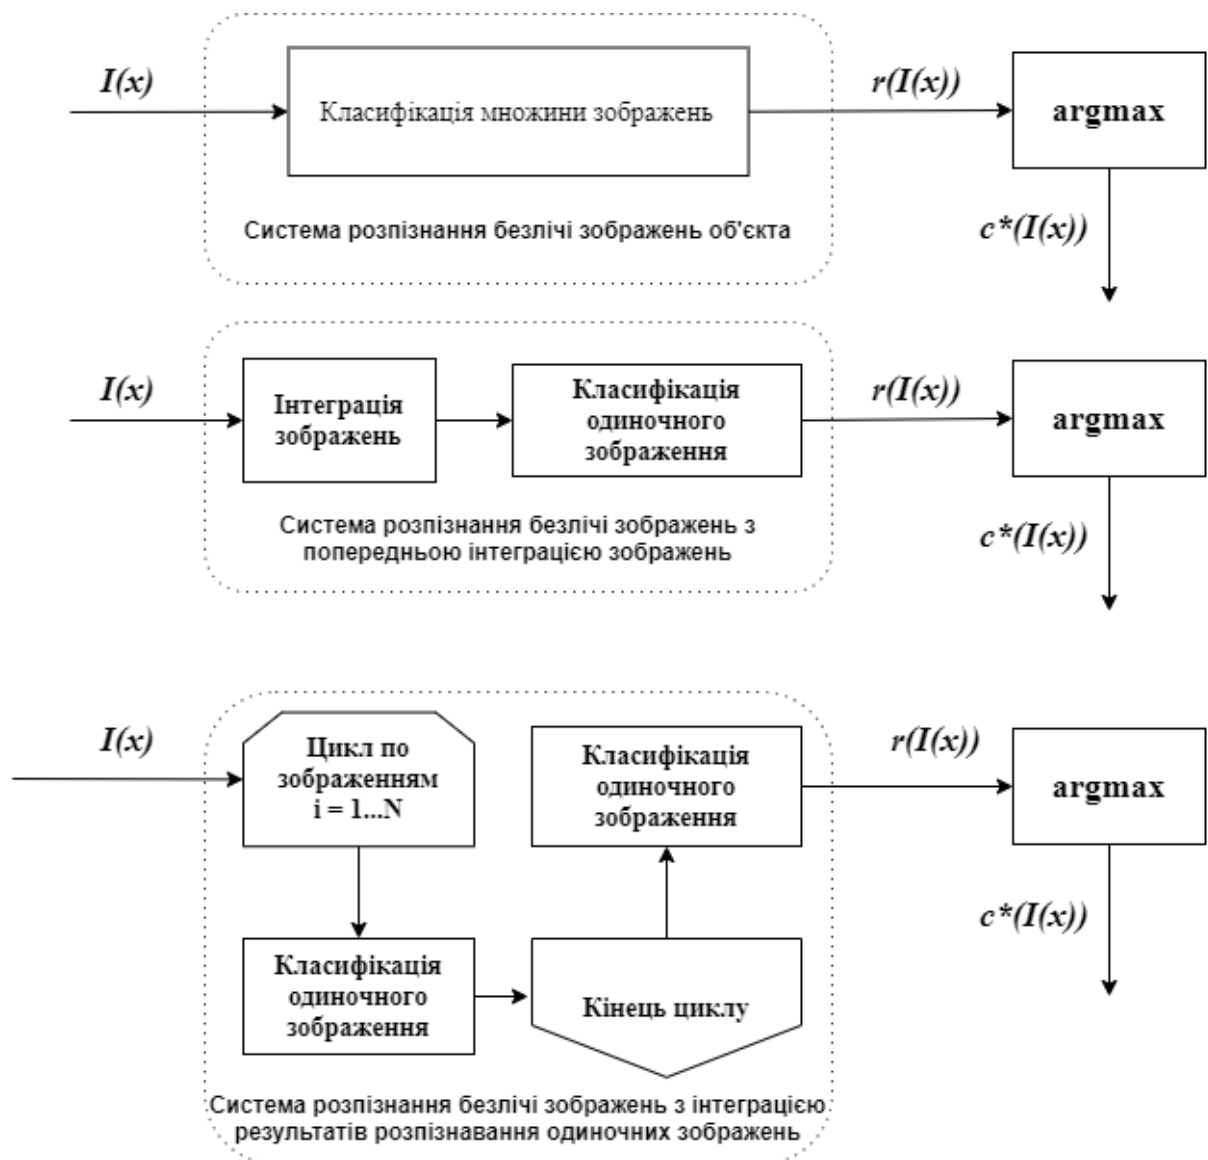 I(x)
Класифікація множини зображень
r(I(x))
argmax
c*(I(x))
Система розпізнання безлічі зображень об'єкта
I(x)
Інтеграція
зображень
Класифікація
одиночного
зображення
r(I(x))
argmax
c*(I(x))
Система розпізнання безлічі зображень з
попередньою інтеграцією зображень
I(x)
Цикл по
зображенням
i = 1...N
Класифікація
одиночного
зображення
r(I(x))
argmax
c*(I(x))
Класифікація
одиночного
зображення
Кінець циклу
Система розпізнання безлічі зображень з інтеграцією
результатів розпізнавання одиночних зображень